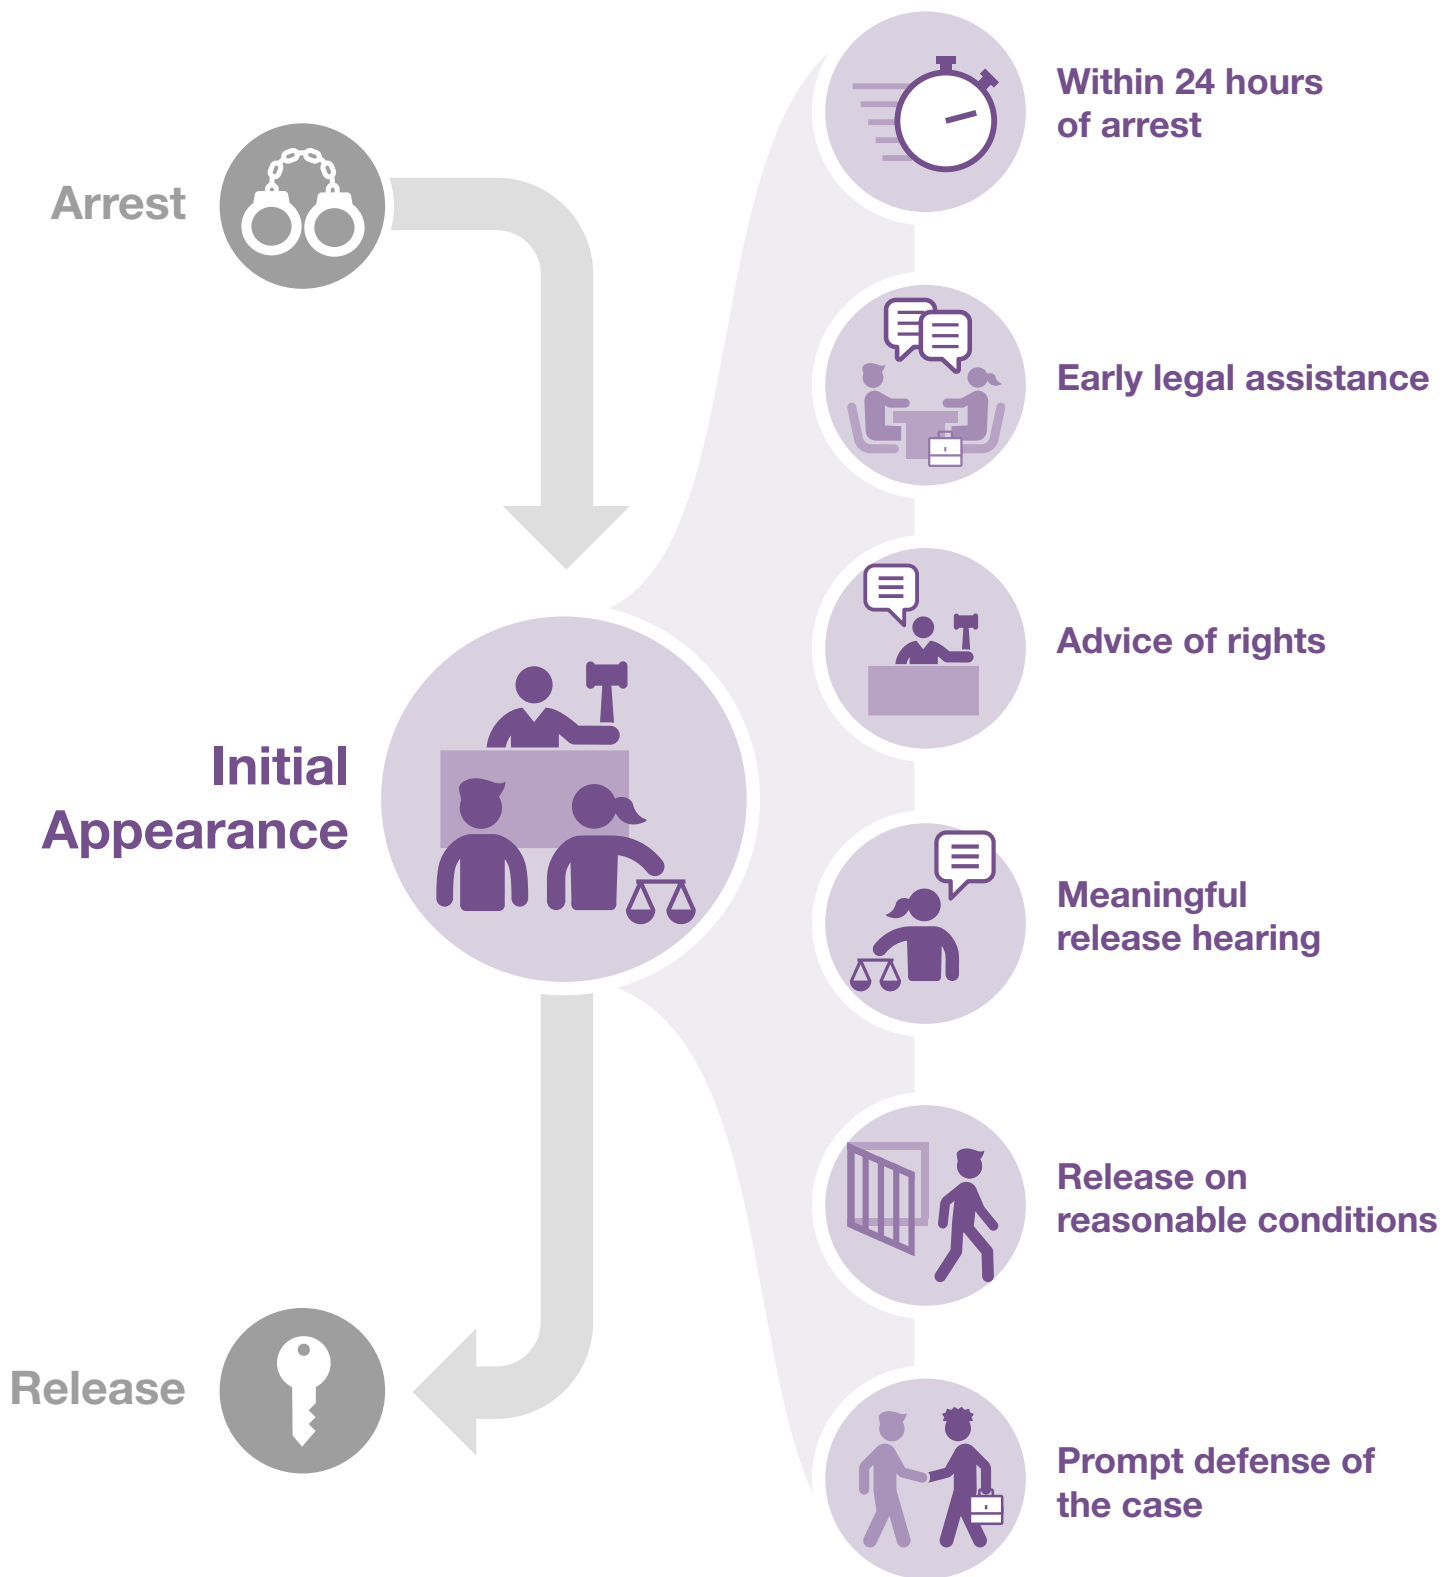 Arrest
Initial
Appearance
Release
Within 24 hours
of arrest
Early legal assistance
Advice of rights
Meaningful
release hearing
Release on
reasonable conditions
Prompt defense of
the case